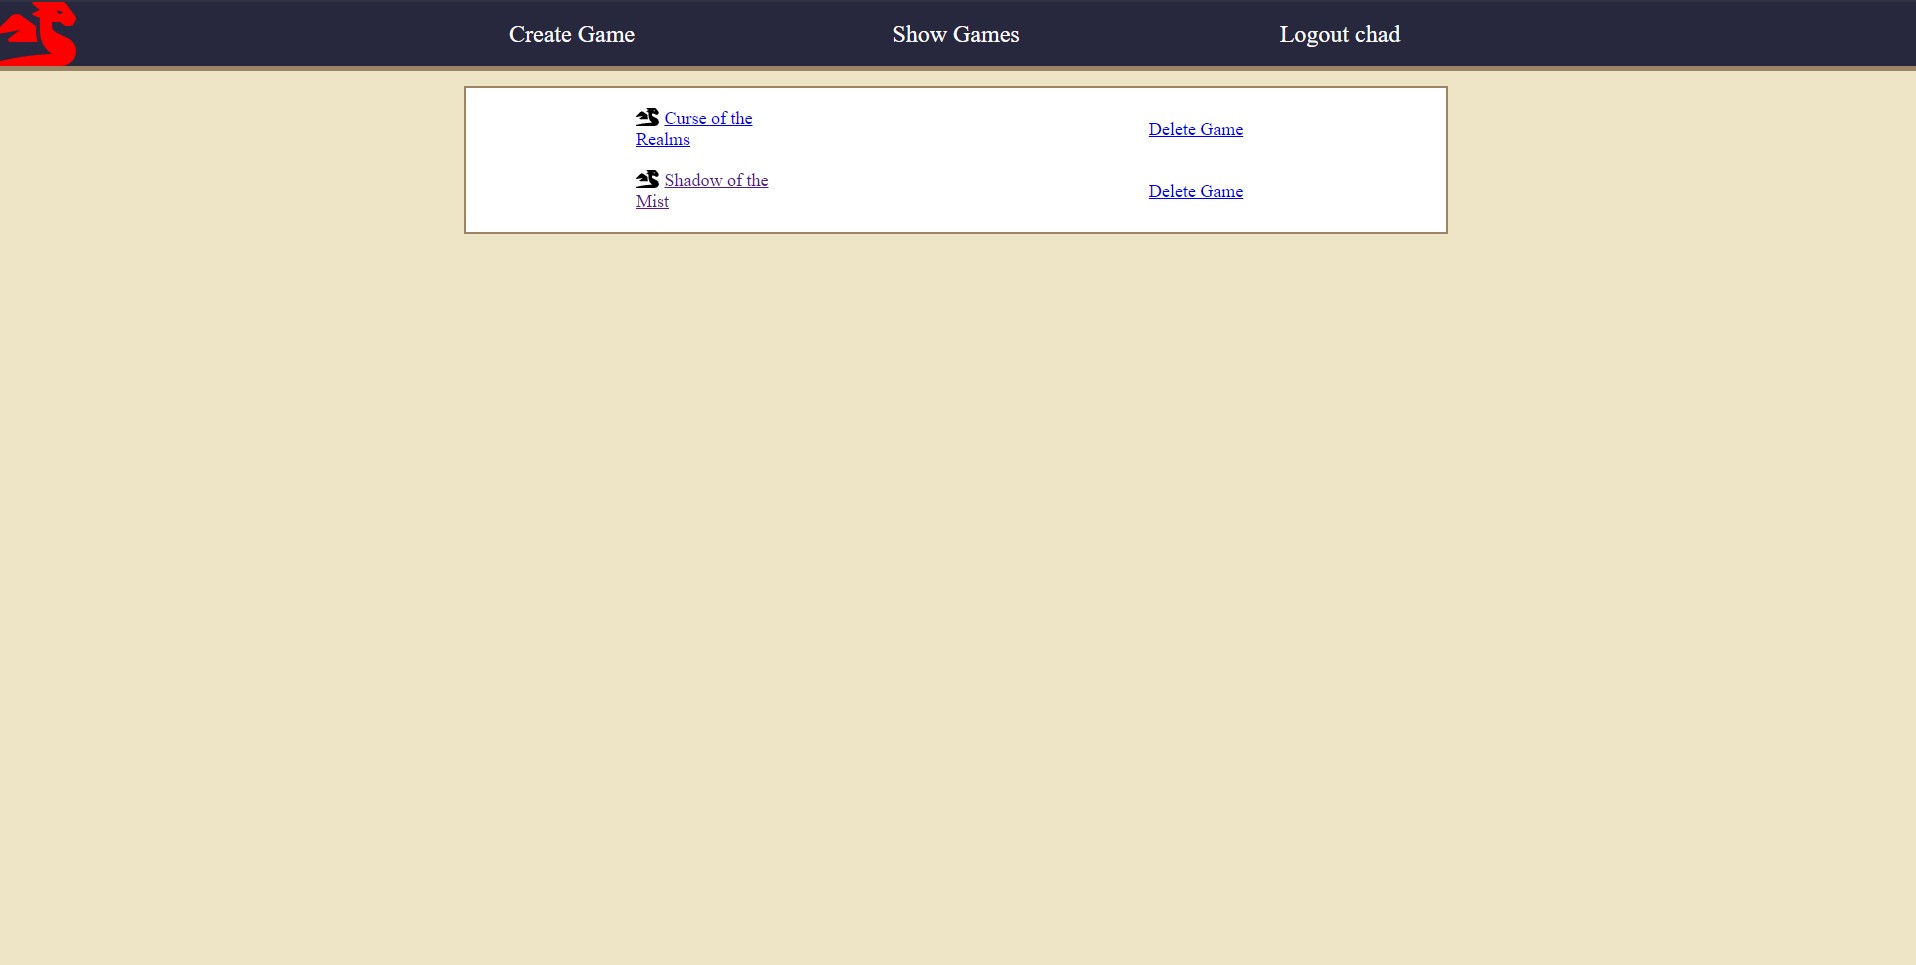 Create Game
Show Games
Logout chad
Curse of the
Realms
Delete Game
Shadow of the
Mist
Delete Game